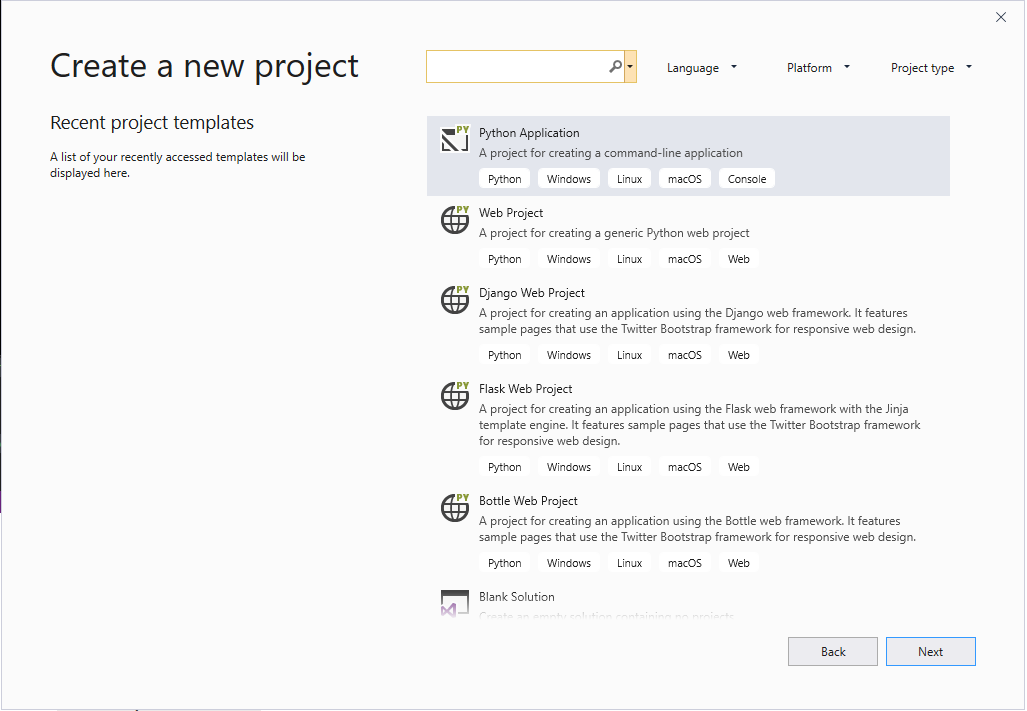 Create a new project
Language
Platform
Project type
Recent project templates
A list of your recently accessed templates will be
displayed here.
PY
Python Application
A project for creating a command-line application
Python Windows Linux macOS Console
PY
Web Project
A project for creating a generic Python web project
Python Windows Linux macOS Web
PY
Django Web Project
A project for creating an application using the Django web framework. It features
sample pages that use the Twitter Bootstrap framework for responsive web design.
Python Windows Linux macOS Web
PY
Flask Web Project
A project for creating an application using the Flask web framework with the Jinja
template engine. It features sample pages that use the Twitter Bootstrap framework
for responsive web design.
Python Windows Linux macOS Web
PY
Bottle Web Project
A project for creating an application using the Bottle web framework. It features
sample pages that use the Twitter Bootstrap framework for responsive web design.
Python Windows Linux macOS Web
Blank Solution
Create an empty solution containing no projects
Back
Next